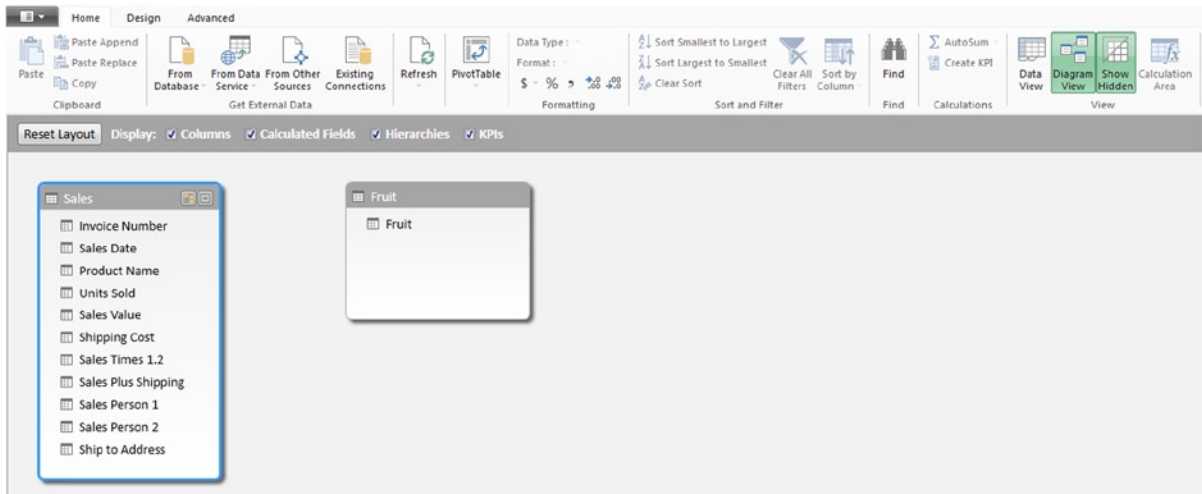 Home Design Advanced
Paste
Paste Append
Paste Replace
Copy
Clipboard
From Database
From Data Service
From Other Sources
Existing Connections
Get External Data
Refresh
PivotTable
Data Type :
Format :
$ % , .00 .00
Formatting
Sort Smallest to Largest
Sort Largest to Smallest
Clear Sort
Clear All Filters
Sort by Column
Sort and Filter
Find
Find
AutoSum
Create KPI
Calculations
Data View
Diagram View
Show Hidden
Calculation Area
View
Reset Layout Display: Columns Calculated Fields Hierarchies KPIs
Sales
Invoice Number
Sales Date
Product Name
Units Sold
Sales Value
Shipping Cost
Sales Times 1.2
Sales Plus Shipping
Sales Person 1
Sales Person 2
Ship to Address
Fruit
Fruit